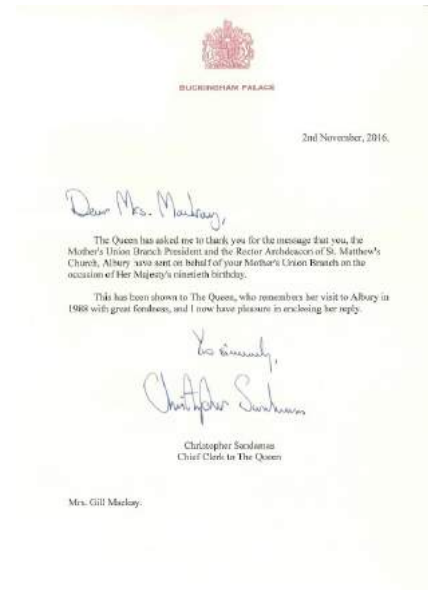 BUCKINGHAM PALACE
2nd November, 2016.
Dear Mrs. Mackay,
The Queen has asked me to thank you for the message that you, the
Mother's Union Branch President and the Rector Archdeacon of St. Matthew's
Church, Albury have sent on behalf of your Mother's Union Branch on the
occasion of Her Majesty's ninetieth birthday.
This has been shown to The Queen, who remembers her visit to Albury in
1988 with great fondness, and I now have pleasure in enclosing her reply.
Yours sincerely,
Christopher Sandamas
Christopher Sandamas
Chief Clerk to The Queen
Mrs. Gill Mackay.